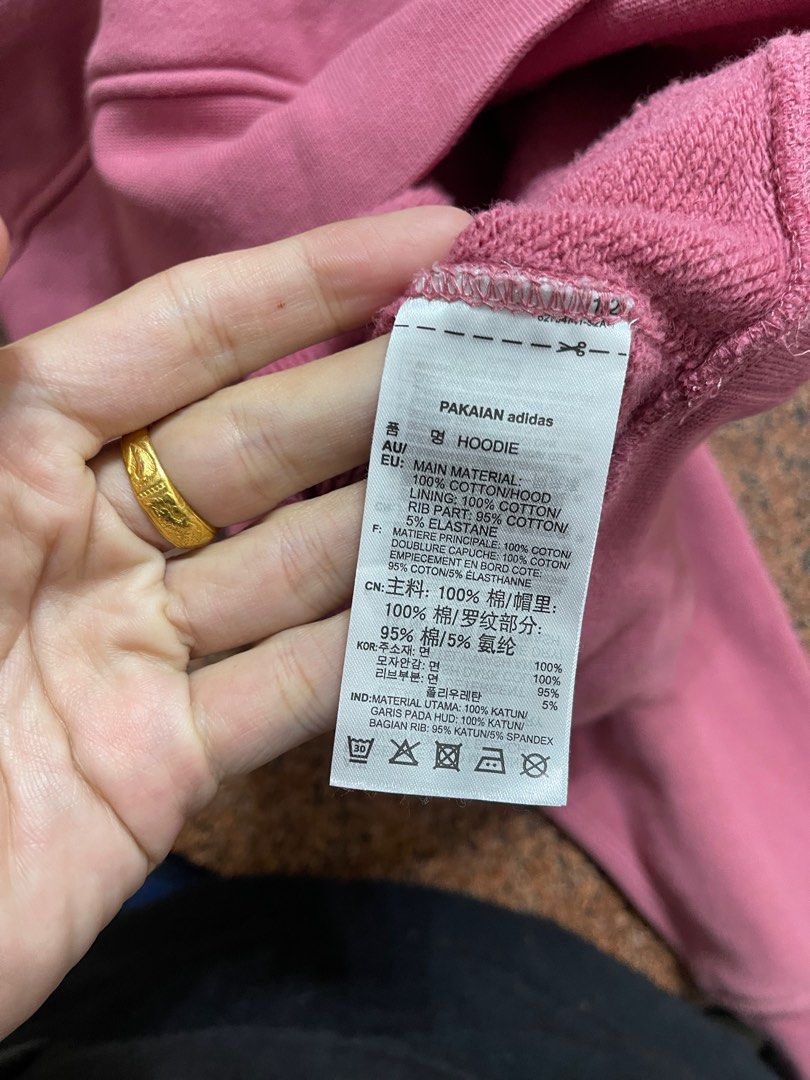 12
PAKAIAN adidas
품 명 HOODIE
AU/
EU: MAIN MATERIAL:
100% COTTON/HOOD
LINING: 100% COTTON/
RIB PART: 95% COTTON/
5% ELASTANE
F: MATIERE PRINCIPALE: 100% COTON/
DOUBLURE CAPUCHE: 100% COTON/
EMPIECEMENT EN BORD COTE:
95% COTON/5% ÉLASTHANNE
CN: 主料: 100% 棉/帽里:
100% 棉/罗纹部分:
95% 棉/5% 氨纶
KOR: 주소재: 면 100%
모자안감: 면 100%
리브부분: 면 95%
폴리우레탄 5%
IND: MATERIAL UTAMA: 100% KATUN/
GARIS PADA HUD: 100% KATUN/
BAGIAN RIB: 95% KATUN/5% SPANDEX
30